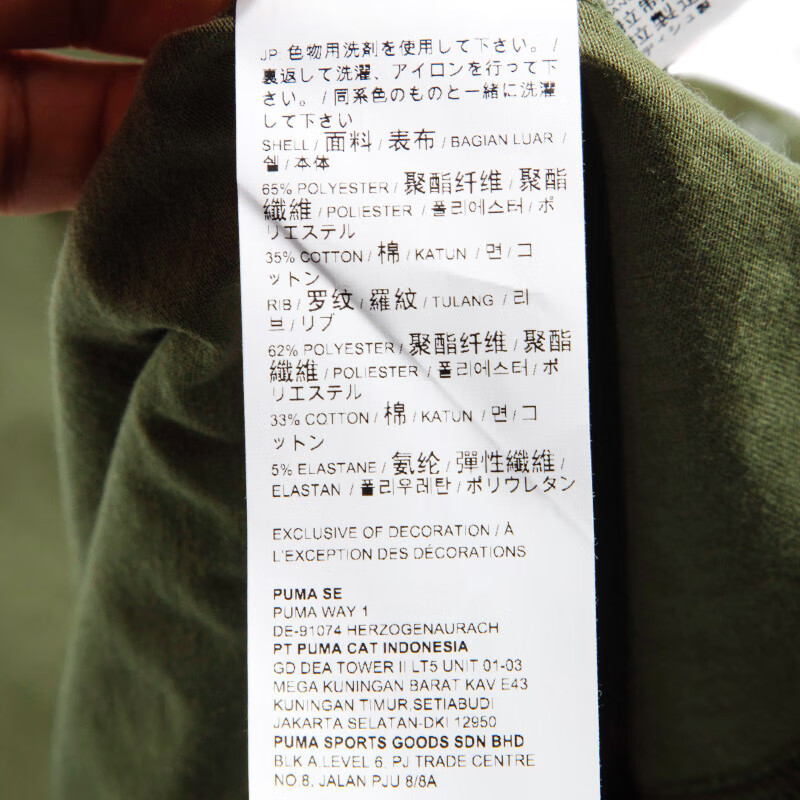 JP: 色物用洗剤を使用して下さい。 /
裏返して洗濯、アイロンを行って下
さい。 / 同系色のものと一緒に洗濯
して下さい
SHELL / 面料 / 表布 / BAGIAN LUAR /
쉘 / 本体
65% POLYESTER / 聚酯纤维 / 聚酯
纖維 / POLIESTER / 폴리에스터 / ポ
リエステル
35% COTTON / 棉 / KATUN / 면 / コ
ットン
RIB / 罗纹 / 羅紋 / TULANG / 리
브 / リブ
62% POLYESTER / 聚酯纤维 / 聚酯
纖維 / POLIESTER / 폴리에스터 / ポ
リエステル
33% COTTON / 棉 / KATUN / 면 / コ
ットン
5% ELASTANE / 氨纶 / 彈性纖維 /
ELASTAN / 폴리우레탄 / ポリウレタン
EXCLUSIVE OF DECORATION / À
L'EXCEPTION DES DÉCORATIONS
PUMA SE
PUMA WAY 1
DE-91074 HERZOGENAURACH
PT PUMA CAT INDONESIA
GD DEA TOWER II LT5 UNIT 01-03
MEGA KUNINGAN BARAT KAV E43
KUNINGAN TIMUR,SETIABUDI
JAKARTA SELATAN-DKI 12950
PUMA SPORTS GOODS SDN BHD
BLK A,LEVEL 6, PJ TRADE CENTRE
NO.8, JALAN PJU 8/8A